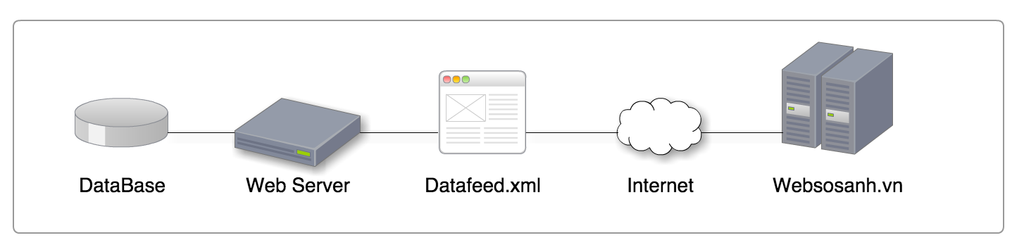 DataBase
Web Server
Datafeed.xml
Internet
Websosanh.vn